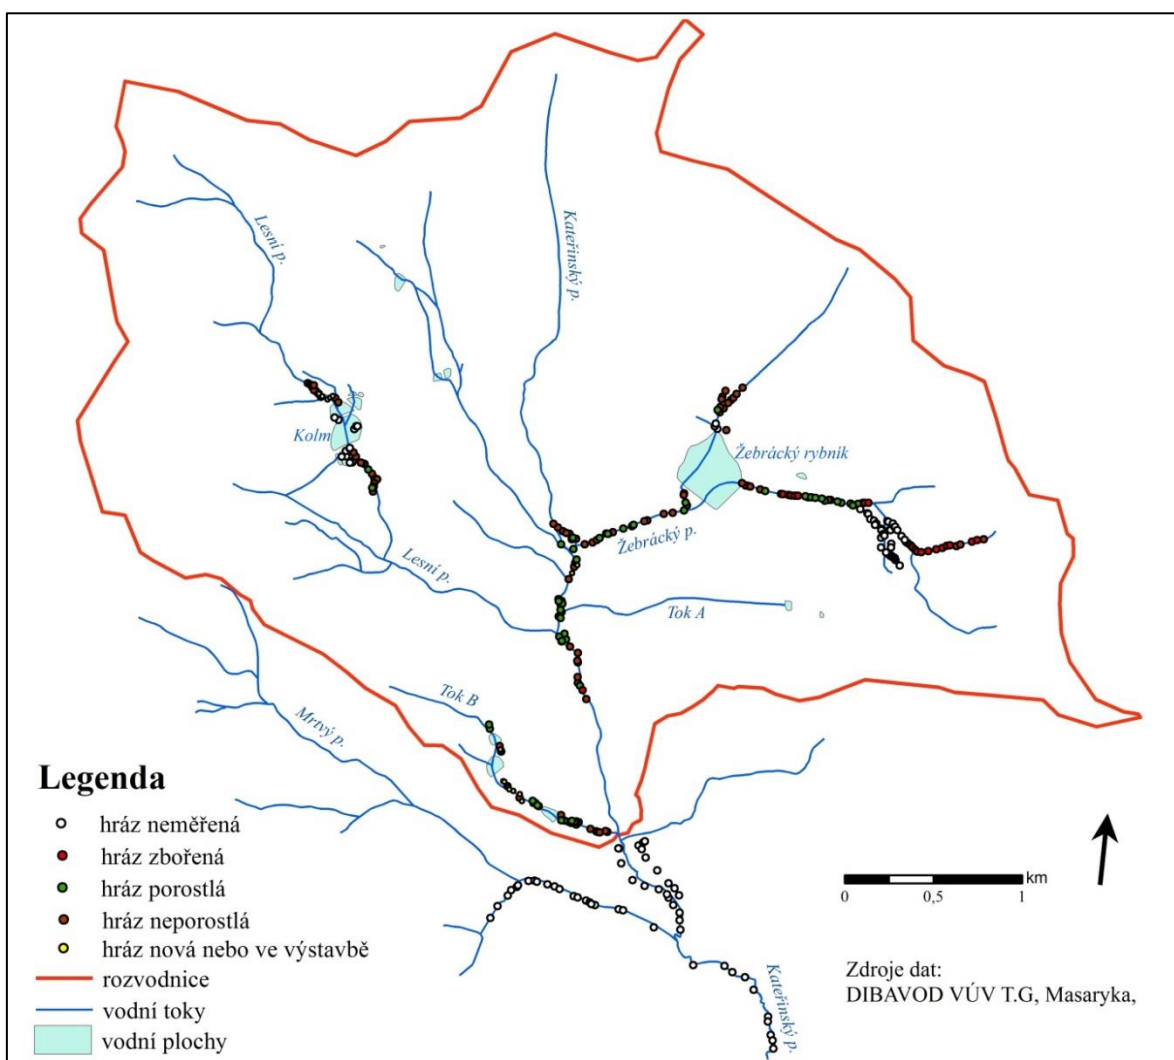 Kateřinský p.
Lesní p.
Kolm
Žebrácký rybník
Žebrácký p.
Lesní p.
Tok A
Tok B
Mrtvý p.
Legenda
hráz neměřená
hráz zbořená
hráz porostlá
hráz neporostlá
hráz nová nebo ve výstavbě
rozvodnice
vodní toky
vodní plochy
km
0 0,5 1
Zdroje dat:
DIBAVOD VÚV T.G, Masaryka,
Kateřinský p.